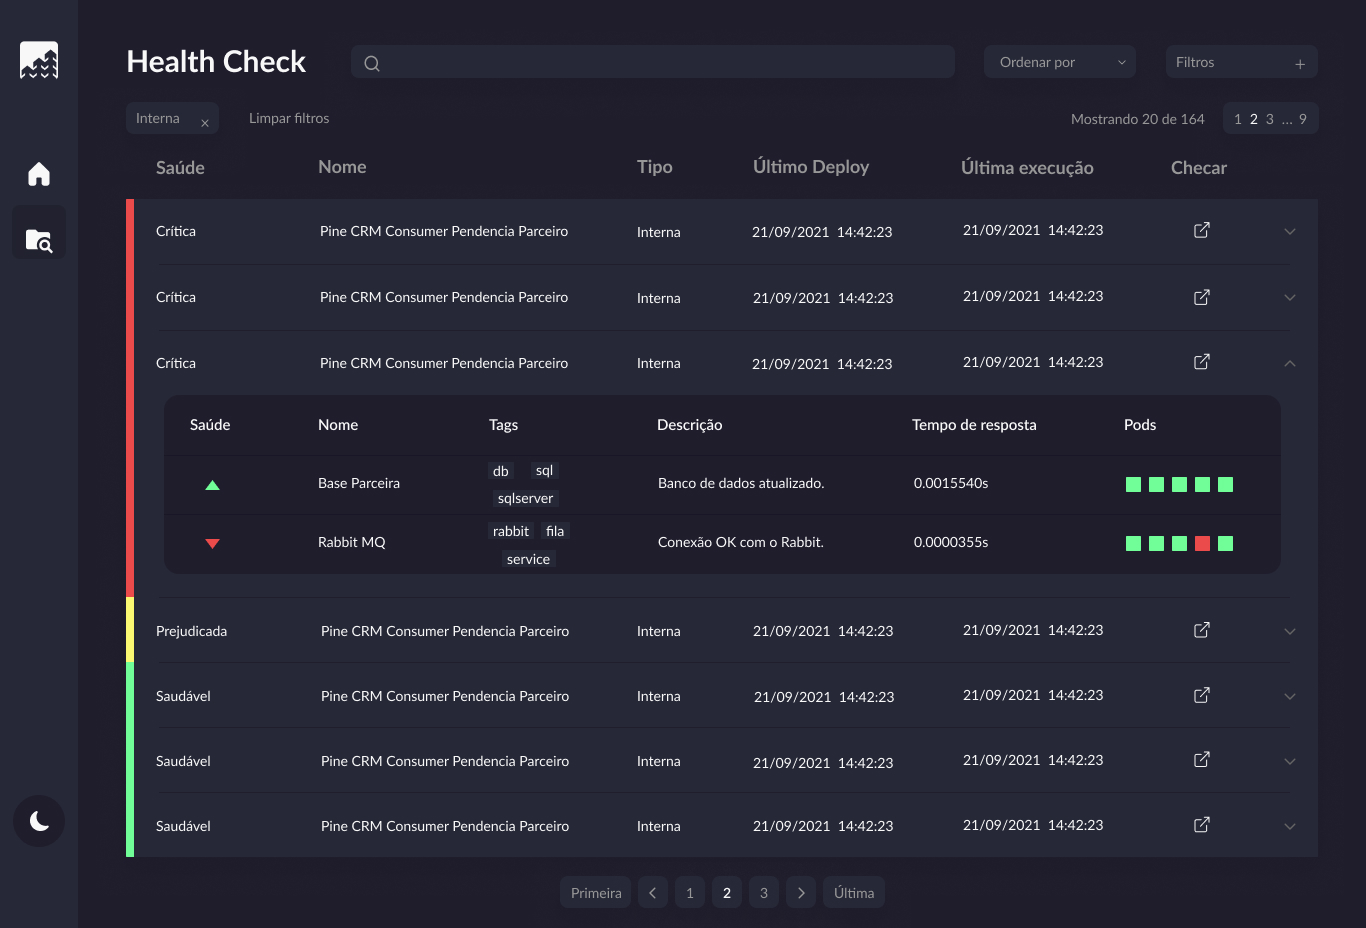 Health Check
Ordenar por
Filtros +
Interna ×
Limpar filtros
Mostrando 20 de 164
1 2 3 ... 9
Saúde Nome Tipo Último Deploy Última execução Checar
Crítica Pine CRM Consumer Pendencia Parceiro Interna 21/09/2021 14:42:23 21/09/2021 14:42:23
Crítica Pine CRM Consumer Pendencia Parceiro Interna 21/09/2021 14:42:23 21/09/2021 14:42:23
Crítica Pine CRM Consumer Pendencia Parceiro Interna 21/09/2021 14:42:23 21/09/2021 14:42:23
Saúde Nome Tags Descrição Tempo de resposta Pods
db sql
Base Parceira Banco de dados atualizado. 0.0015540s
sqlserver
rabbit fila
Rabbit MQ Conexão OK com o Rabbit. 0.0000355s
service
Prejudicada Pine CRM Consumer Pendencia Parceiro Interna 21/09/2021 14:42:23 21/09/2021 14:42:23
Saudável Pine CRM Consumer Pendencia Parceiro Interna 21/09/2021 14:42:23 21/09/2021 14:42:23
Saudável Pine CRM Consumer Pendencia Parceiro Interna 21/09/2021 14:42:23 21/09/2021 14:42:23
Saudável Pine CRM Consumer Pendencia Parceiro Interna 21/09/2021 14:42:23 21/09/2021 14:42:23
Primeira < 1 2 3 > Última